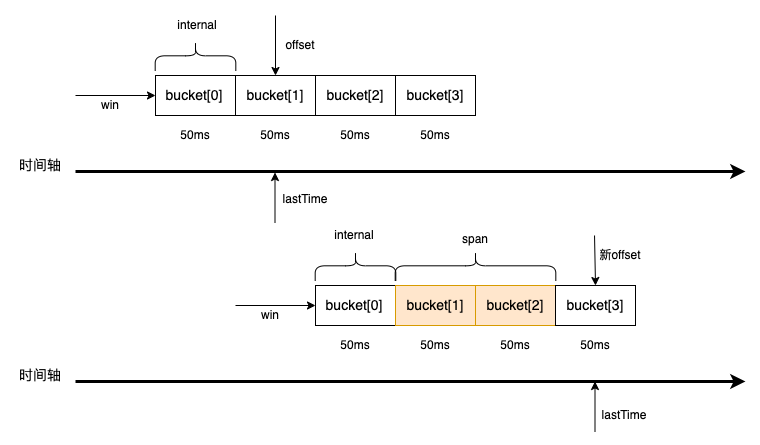 internal
offset
win
bucket[0] bucket[1] bucket[2] bucket[3]
50ms 50ms 50ms 50ms
时间轴
lastTime
internal span
新offset
win
bucket[0] bucket[1] bucket[2] bucket[3]
50ms 50ms 50ms 50ms
时间轴
lastTime